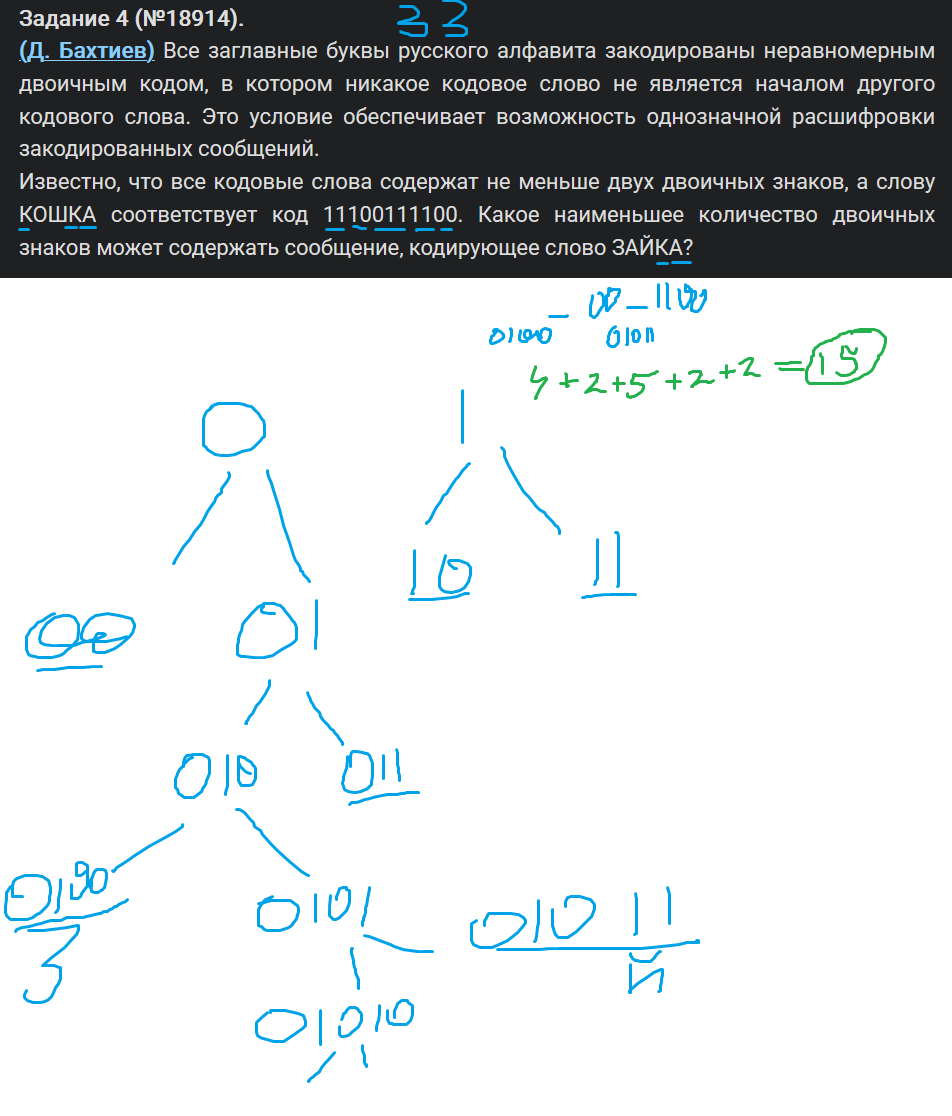 Задание 4 (№18914).
33
(Д. Бахтиев) Все заглавные буквы русского алфавита закодированы неравномерным
двоичным кодом, в котором никакое кодовое слово не является началом другого
кодового слова. Это условие обеспечивает возможность однозначной расшифровки
закодированных сообщений.
Известно, что все кодовые слова содержат не меньше двух двоичных знаков, а слову
КОШКА соответствует код 11100111100. Какое наименьшее количество двоичных
знаков может содержать сообщение, кодирующее слово ЗАЙКА?
_ 00 _ 1100
0100 01011
4+2+5+2+2 = 15
0 1
10 11
00 01
010 011
0100 0101 01011
З Й
01010